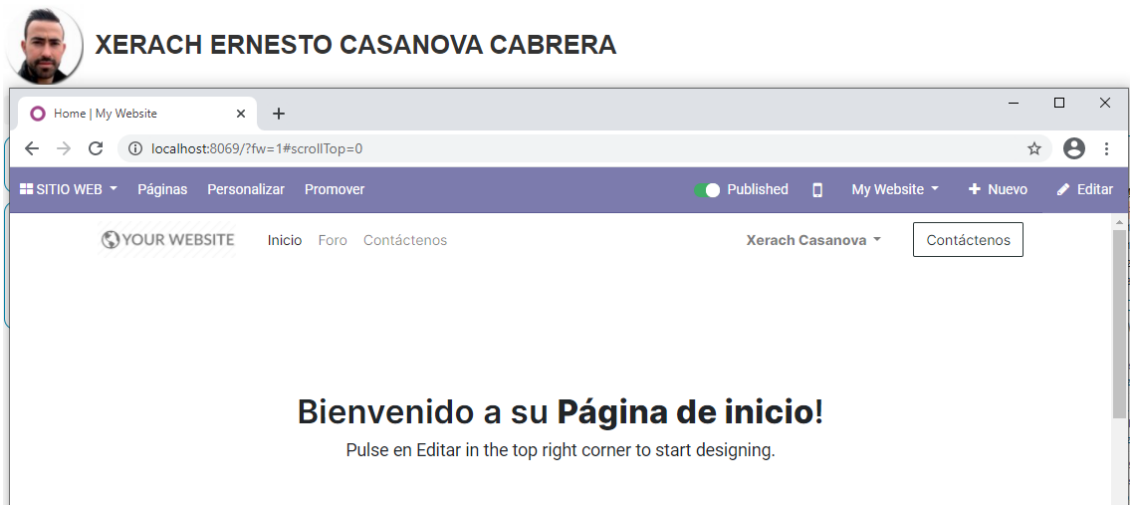 XERACH ERNESTO CASANOVA CABRERA
Home | My Website
localhost:8069/?fw=1#scrollTop=0
SITIO WEB Páginas Personalizar Promover Published My Website + Nuevo Editar
YOUR WEBSITE Inicio Foro Contáctenos Xerach Casanova Contáctenos
Bienvenido a su Página de inicio!
Pulse en Editar in the top right corner to start designing.